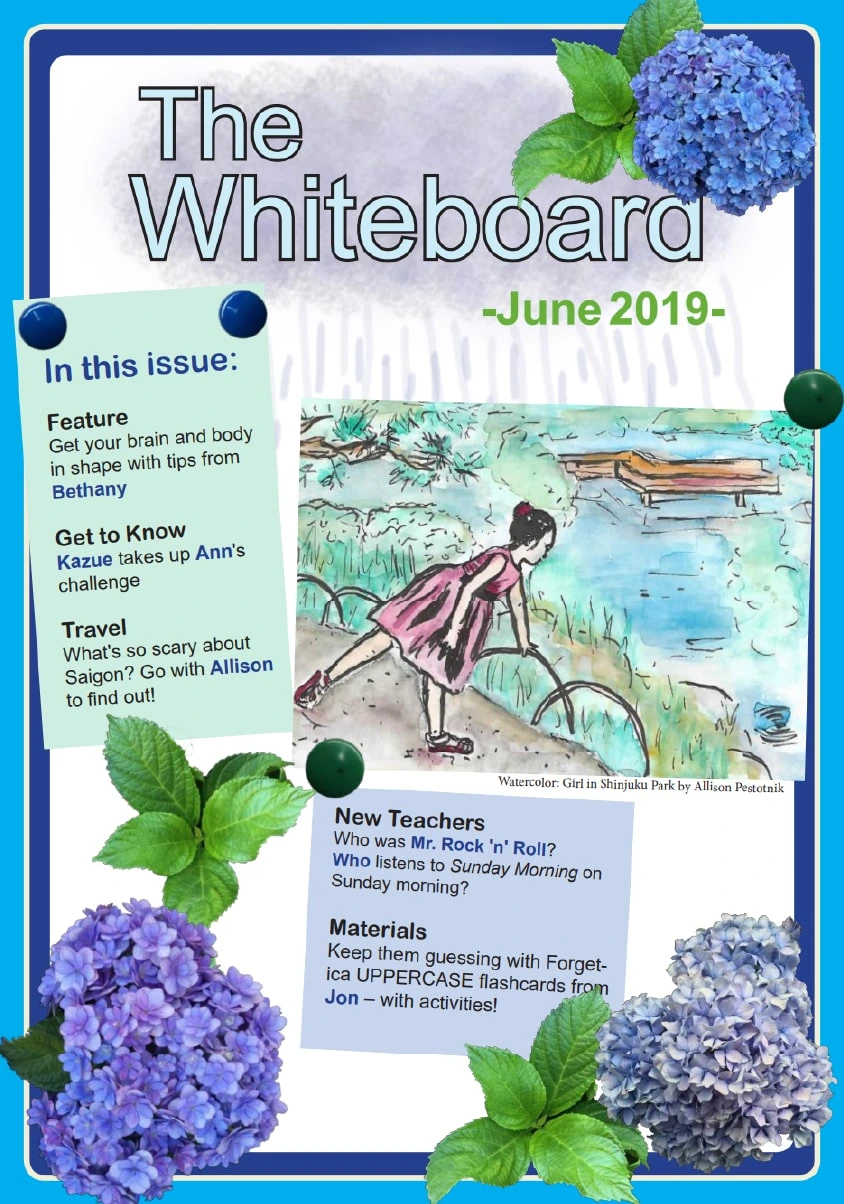 The
Whiteboard
-June 2019-
In this issue:
Feature
Get your brain and body
in shape with tips from
Bethany
Get to Know
Kazue takes up Ann's
challenge
Travel
What's so scary about
Saigon? Go with Allison
to find out!
Watercolor: Girl in Shinjuku Park by Allison Pestotnik
New Teachers
Who was Mr. Rock 'n' Roll?
Who listens to Sunday Morning on
Sunday morning?
Materials
Keep them guessing with Forget-
ica UPPERCASE flashcards from
Jon – with activities!